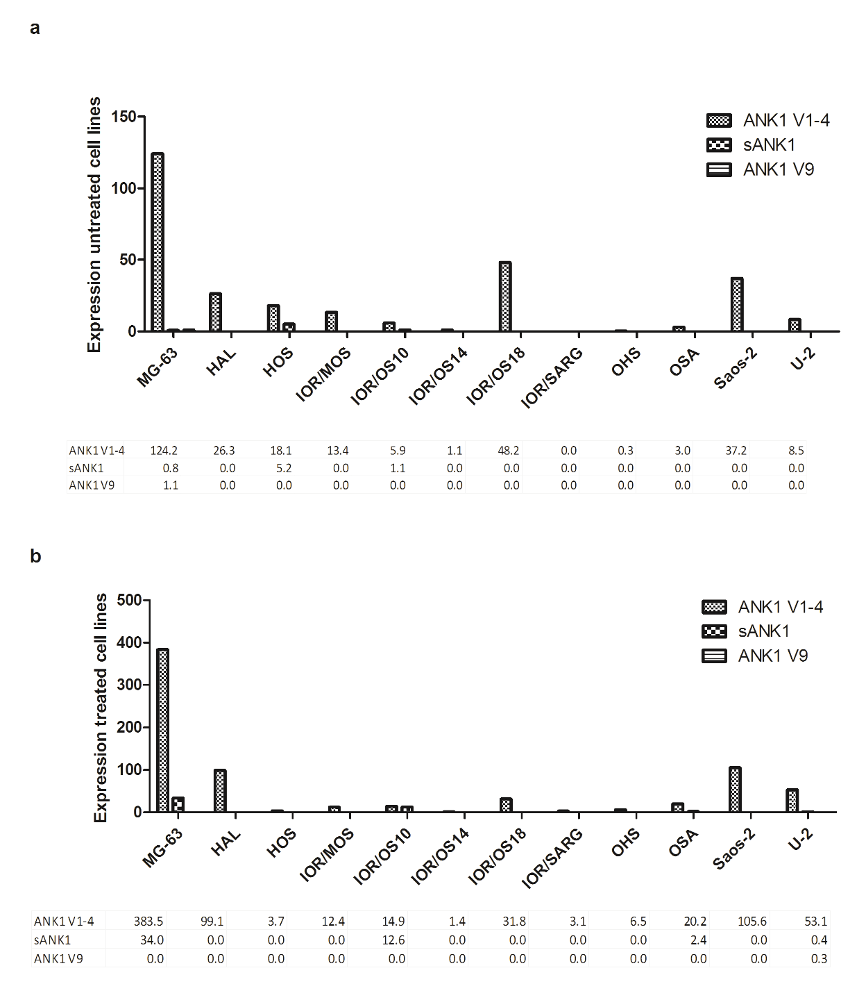 a
Expression untreated cell lines
150
100
50
0
ANK1 V1-4
sANK1
ANK1 V9
MG-63 HAL HOS IOR/MOS IOR/OS10 IOR/OS14 IOR/OS18 IOR/SARG OHS OSA Saos-2 U-2
ANK1 V1-4 124.2 26.3 18.1 13.4 5.9 1.1 48.2 0.0 0.3 3.0 37.2 8.5
sANK1 0.8 0.0 5.2 0.0 1.1 0.0 0.0 0.0 0.0 0.0 0.0 0.0
ANK1 V9 1.1 0.0 0.0 0.0 0.0 0.0 0.0 0.0 0.0 0.0 0.0 0.0
b
Expression treated cell lines
500
400
300
200
100
0
ANK1 V1-4
sANK1
ANK1 V9
MG-63 HAL HOS IOR/MOS IOR/OS10 IOR/OS14 IOR/OS18 IOR/SARG OHS OSA Saos-2 U-2
ANK1 V1-4 383.5 99.1 3.7 12.4 14.9 1.4 31.8 3.1 6.5 20.2 105.6 53.1
sANK1 34.0 0.0 0.0 0.0 12.6 0.0 0.0 0.0 0.0 2.4 0.0 0.4
ANK1 V9 0.0 0.0 0.0 0.0 0.0 0.0 0.0 0.0 0.0 0.0 0.0 0.3